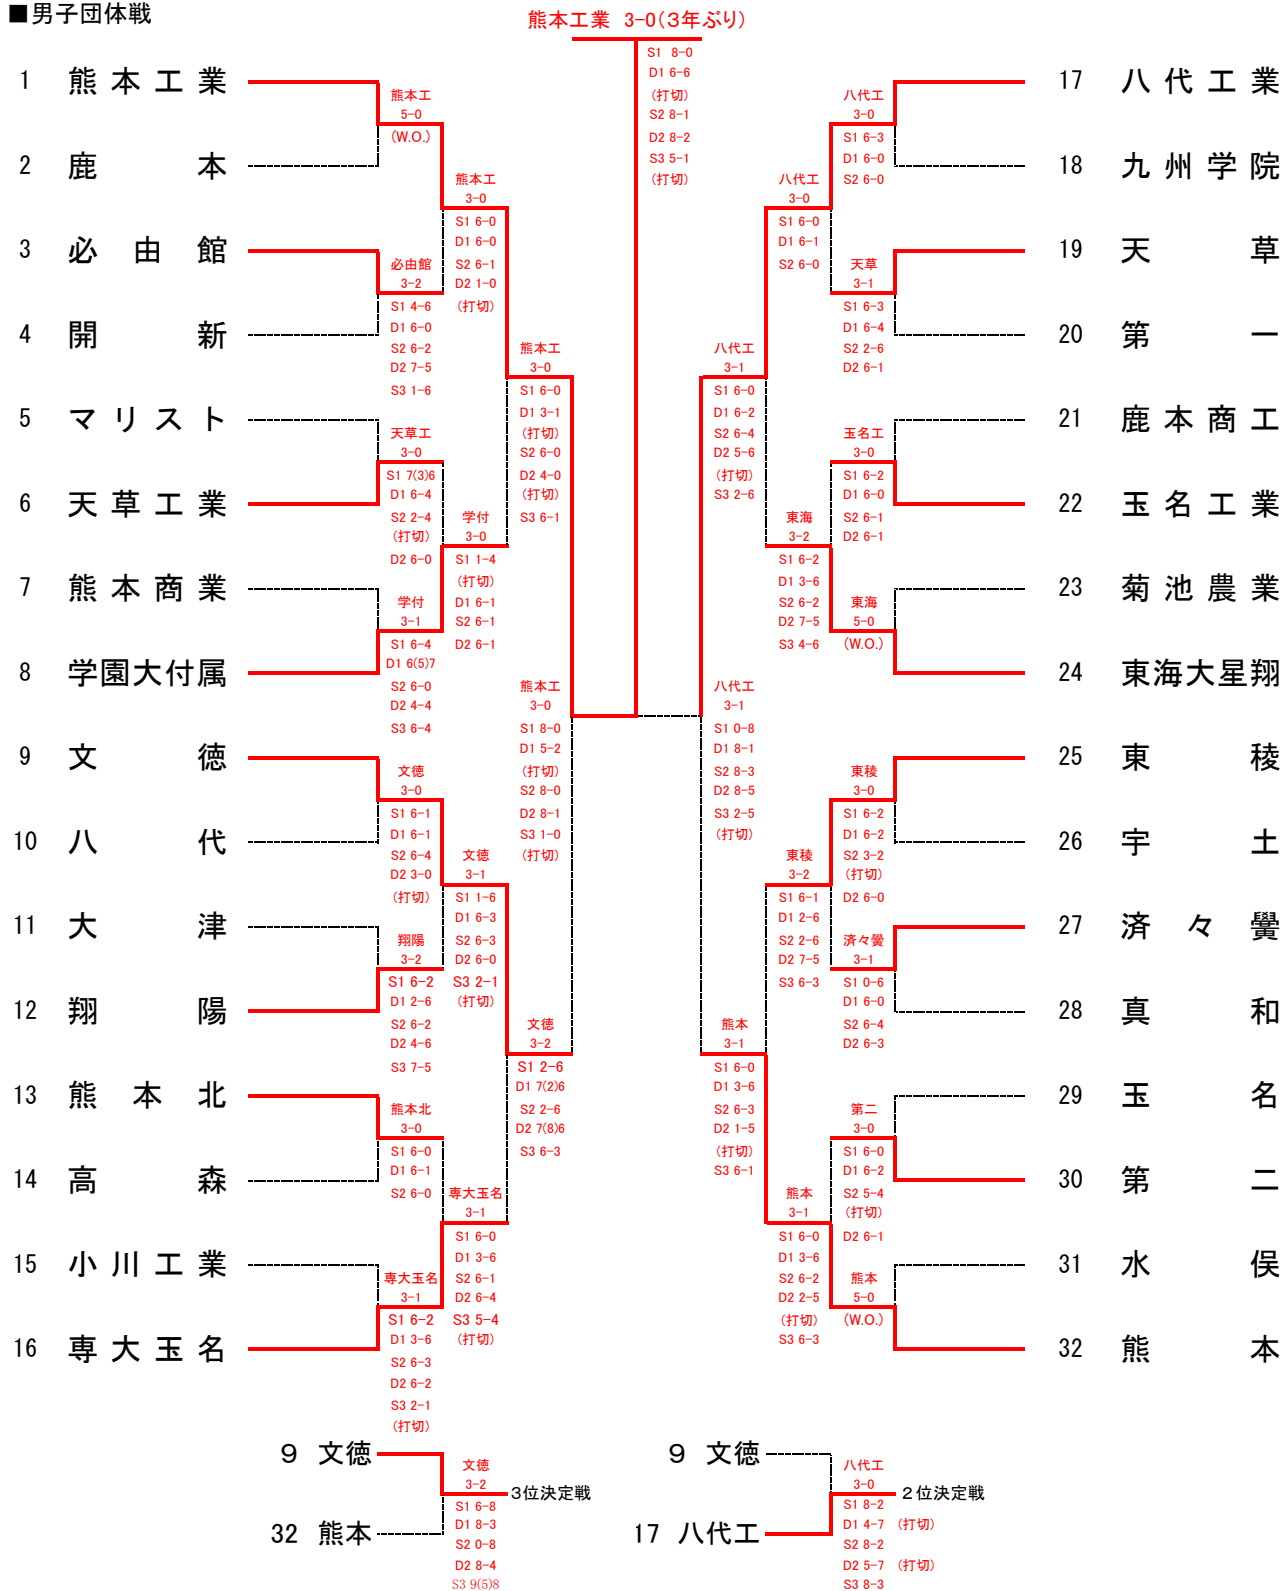 ■男子団体戦
熊本工業 3-0(3年ぶり)
S1 8-0
D1 6-6
(打切)
S2 8-1
D2 8-2
S3 5-1
(打切)
1 熊本工業
2 鹿本
3 必由館
4 開新
5 マリスト
6 天草工業
7 熊本商業
8 学園大付属
9 文徳
10 八代
11 大津
12 翔陽
13 熊本北
14 高森
15 小川工業
16 専大玉名
熊本工
5-0
(W.O.)
必由館
3-2
S1 4-6
D1 6-0
S2 6-2
D2 7-5
S3 1-6
天草工
3-0
S1 7(3)6
D1 6-4
S2 2-4
(打切)
D2 6-0
学付
3-1
S1 6-4
D1 6(5)7
S2 6-0
D2 4-4
S3 6-4
文徳
3-0
S1 6-1
D1 6-1
S2 6-4
D2 3-0
(打切)
翔陽
3-2
S1 6-2
D1 2-6
S2 6-2
D2 4-6
S3 7-5
熊本北
3-0
S1 6-0
D1 6-1
S2 6-0
専大玉名
3-1
S1 6-2
D1 3-6
S2 6-3
D2 6-2
S3 2-1
(打切)
熊本工
3-0
S1 6-0
D1 6-0
S2 6-1
D2 1-0
(打切)
学付
3-0
S1 1-4
(打切)
D1 6-1
S2 6-1
D2 6-1
文徳
3-1
S1 1-6
D1 6-3
S2 6-3
D2 6-0
S3 2-1
(打切)
専大玉名
3-1
S1 6-0
D1 3-6
S2 6-1
D2 6-4
S3 5-4
(打切)
熊本工
3-0
S1 6-0
D1 3-1
(打切)
S2 6-0
D2 4-0
(打切)
S3 6-1
文徳
3-2
S1 2-6
D1 7(2)6
S2 2-6
D2 7(8)6
S3 6-3
熊本工
3-0
S1 8-0
D1 5-2
(打切)
S2 8-0
D2 8-1
S3 1-0
(打切)
八代工
3-1
S1 0-8
D1 8-1
S2 8-3
D2 8-5
S3 2-5
(打切)
八代工
3-1
S1 6-0
D1 6-2
S2 6-4
D2 5-6
(打切)
S3 2-6
熊本
3-1
S1 6-0
D1 3-6
S2 6-3
D2 1-5
(打切)
S3 6-1
八代工
3-0
S1 6-0
D1 6-1
S2 6-0
東海
3-2
S1 6-2
D1 3-6
S2 6-2
D2 7-5
S3 4-6
東稜
3-2
S1 6-1
D1 2-6
S2 2-6
D2 7-5
S3 6-3
熊本
3-1
S1 6-0
D1 3-6
S2 6-2
D2 2-5
(打切)
S3 6-3
八代工
3-0
S1 6-3
D1 6-0
S2 6-0
天草
3-1
S1 6-3
D1 6-4
S2 2-6
D2 6-1
玉名工
3-0
S1 6-2
D1 6-0
S2 6-1
D2 6-1
東海
5-0
(W.O.)
東稜
3-0
S1 6-2
D1 6-2
S2 3-2
(打切)
D2 6-0
済々黌
3-1
S1 0-6
D1 6-0
S2 6-4
D2 6-3
第二
3-0
S1 6-0
D1 6-2
S2 5-4
(打切)
D2 6-1
熊本
5-0
(W.O.)
17 八代工業
18 九州学院
19 天草
20 第一
21 鹿本商工
22 玉名工業
23 菊池農業
24 東海大星翔
25 東稜
26 宇土
27 済々黌
28 真和
29 玉名
30 第二
31 水俣
32 熊本
9 文徳
32 熊本
文徳
3-2
3位決定戦
S1 6-8
D1 8-3
S2 0-8
D2 8-4
S3 9(5)8
9 文徳
17 八代工
八代工
3-0
2位決定戦
S1 8-2
D1 4-7 (打切)
S2 8-2
D2 5-7 (打切)
S3 8-3